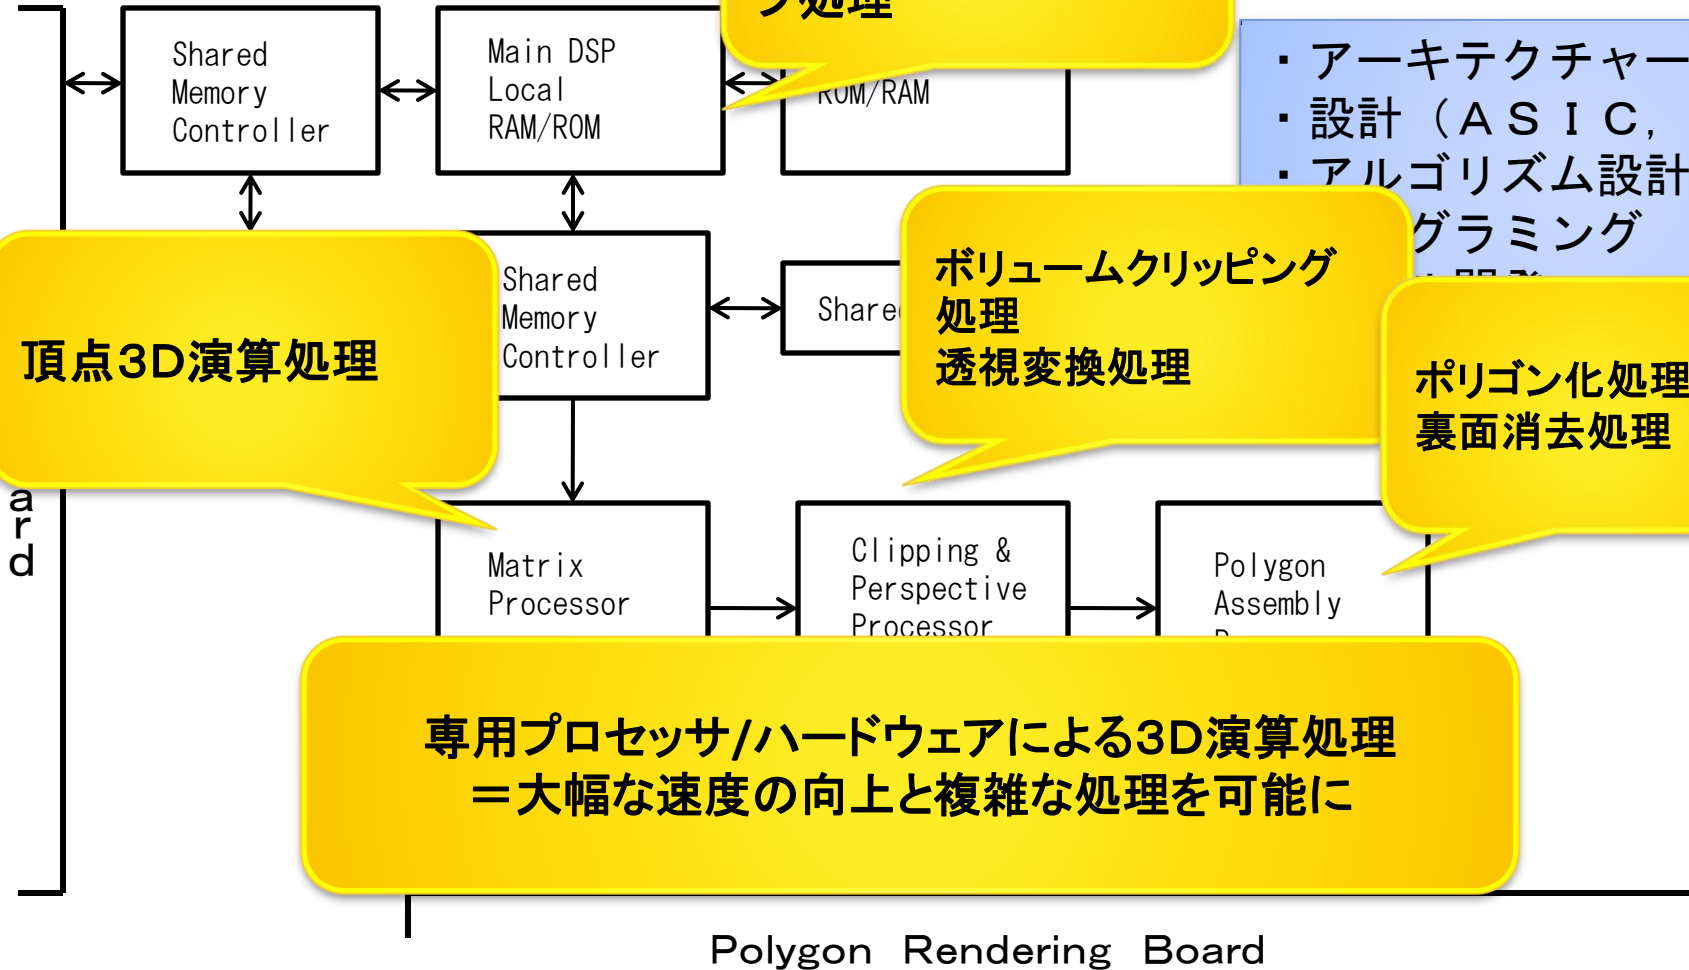 プ処理
Shared
Memory
Controller
Main DSP
Local
RAM/ROM
ROM/RAM
・アーキテクチャー
・設計（ＡＳＩＣ，
・アルゴリズム設計
グラミング
開発
頂点3D演算処理
Shared
Memory
Controller
Shared
ボリュームクリッピング
処理
透視変換処理
ポリゴン化処理
裏面消去処理
a
r
d
Matrix
Processor
Clipping &
Perspective
Processor
Polygon
Assembly
専用プロセッサ/ハードウェアによる3D演算処理
＝大幅な速度の向上と複雑な処理を可能に
Polygon Rendering Board